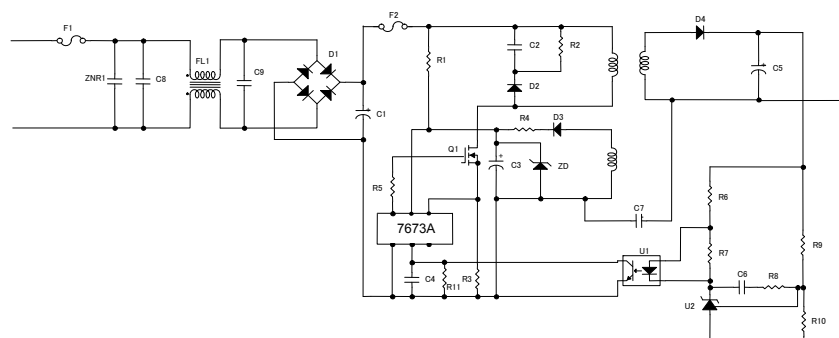 F1
F2
D4
FL1
D1
C2
R2
R1
ZNR1
C8
C9
C5
D2
C1
R4
D3
Q1
C3
ZD
R5
R6
C7
7673A
U1
R7
R9
C4
R11
R3
C6
R8
U2
R10